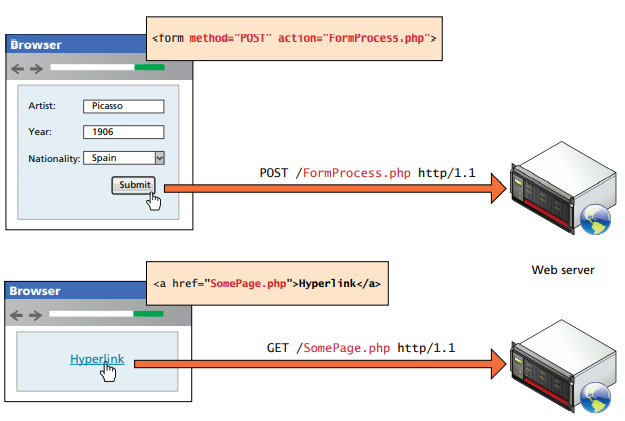 <form method="POST" action="FormProcess.php">
Browser
Artist: Picasso
Year: 1906
Nationality: Spain
Submit
POST /FormProcess.php http/1.1
Web server
<a href="SomePage.php">Hyperlink</a>
Browser
Hyperlink
GET /SomePage.php http/1.1